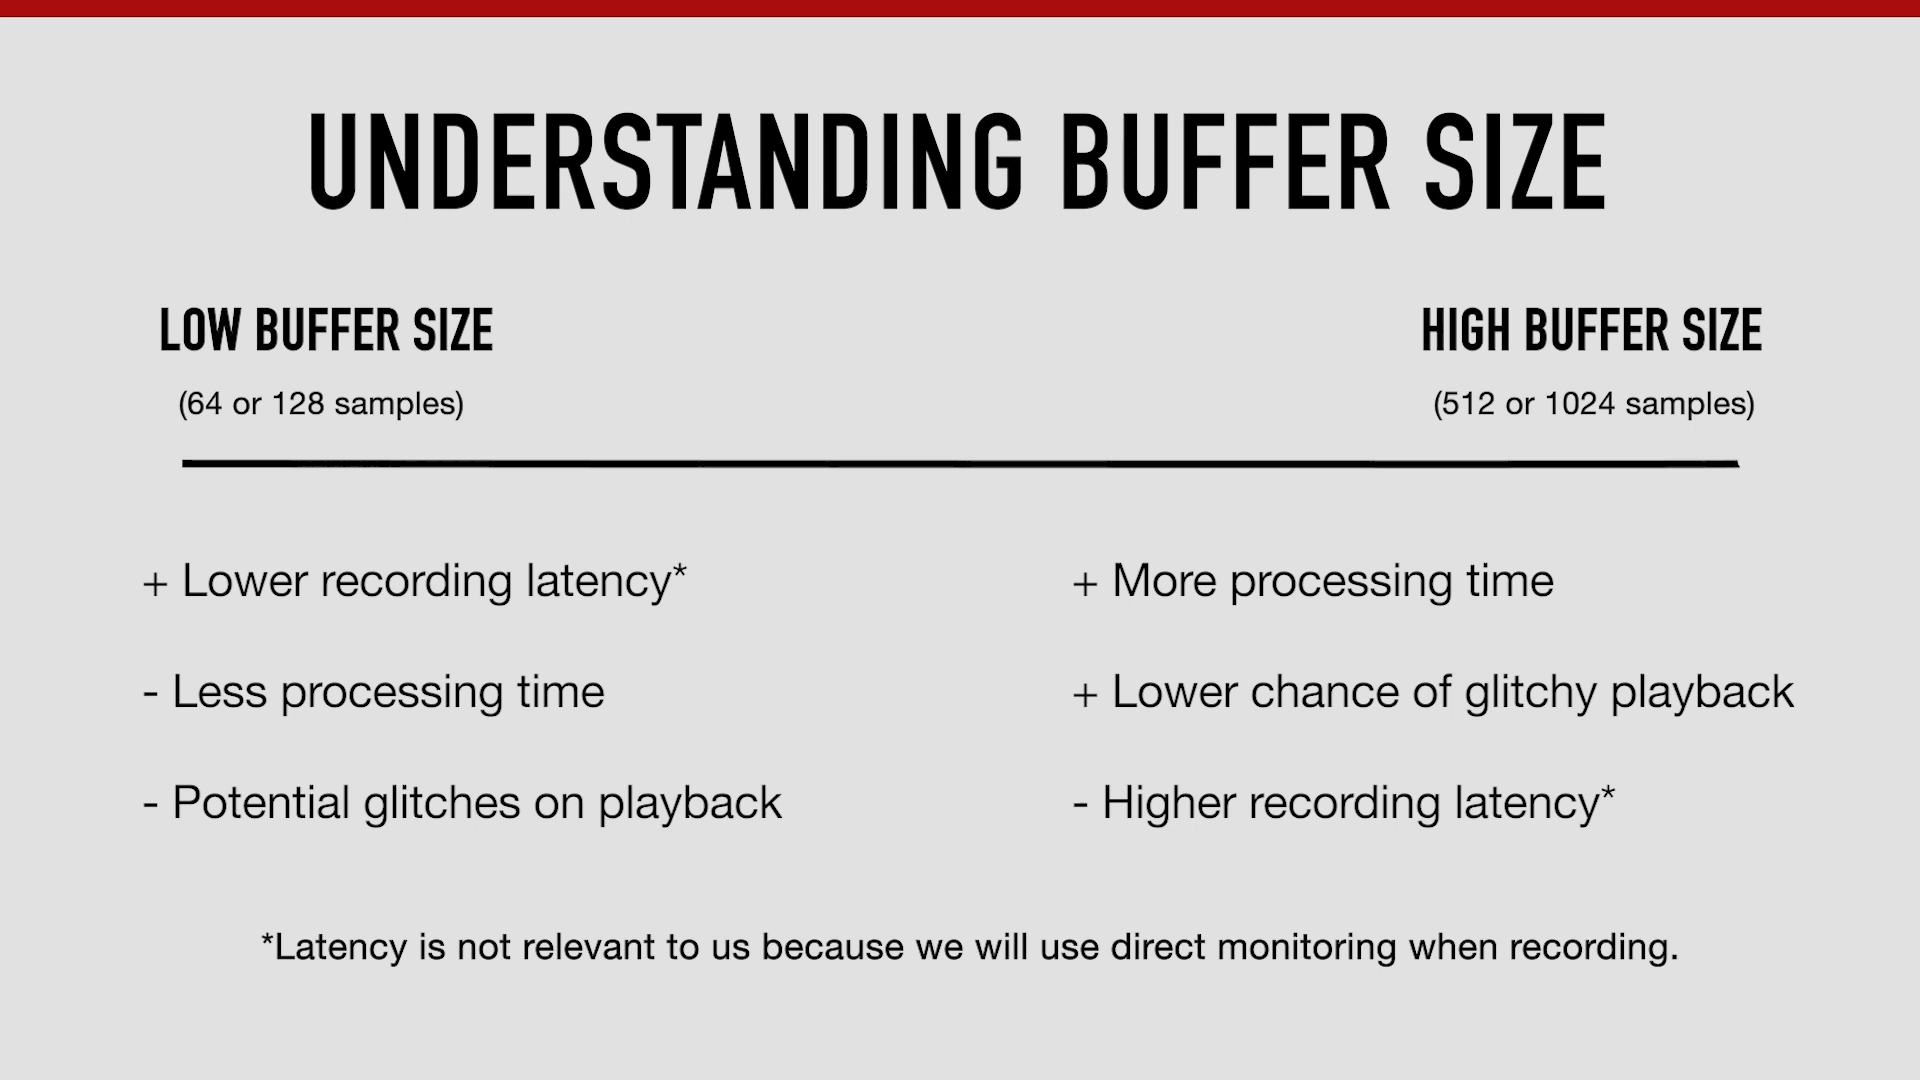 UNDERSTANDING BUFFER SIZE
LOW BUFFER SIZE
(64 or 128 samples)
HIGH BUFFER SIZE
(512 or 1024 samples)
+ Lower recording latency*
- Less processing time
- Potential glitches on playback
+ More processing time
+ Lower chance of glitchy playback
- Higher recording latency*
*Latency is not relevant to us because we will use direct monitoring when recording.